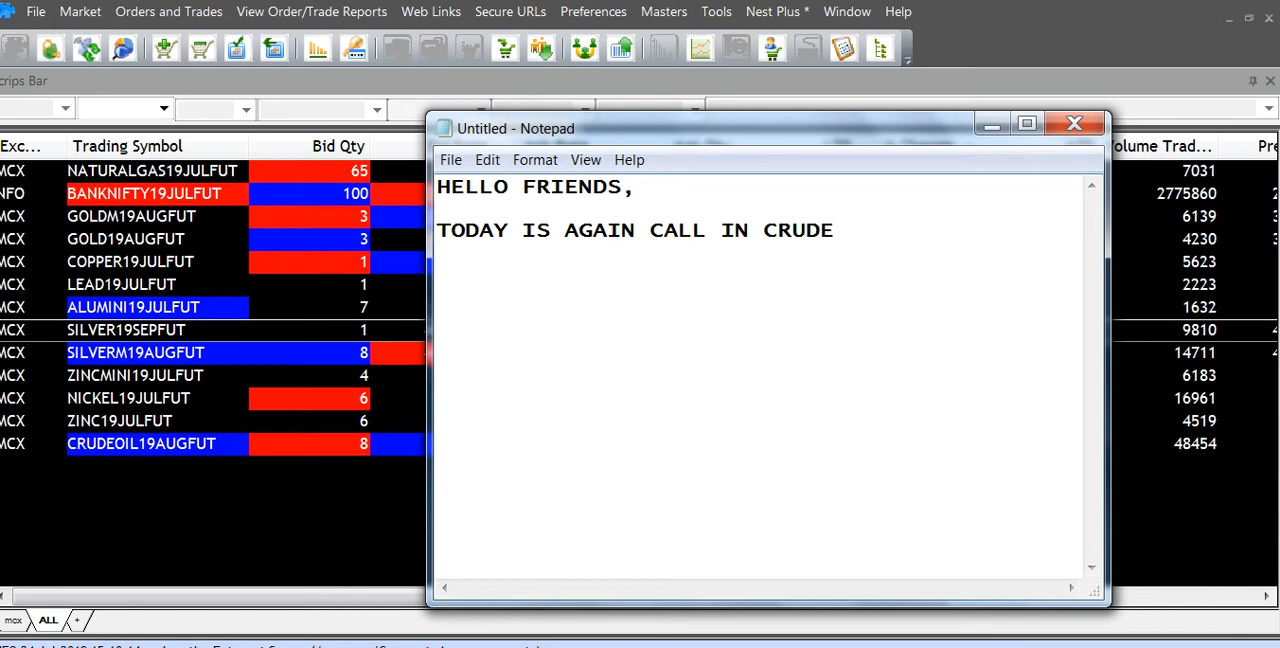 File Market Orders and Trades View Order/Trade Reports Web Links Secure URLs Preferences Masters Tools Nest Plus * Window Help
crips Bar
Untitled - Notepad
File Edit Format View Help
HELLO FRIENDS,
TODAY IS AGAIN CALL IN CRUDE
Exc... Trading Symbol Bid Qty olume Trad... Pre
MCX NATURALGAS19JULFUT 65 7031
NFO BANKNIFTY19JULFUT 100 2775860
MCX GOLDM19AUGFUT 3 6139
MCX GOLD19AUGFUT 3 4230
MCX COPPER19JULFUT 1 5623
MCX LEAD19JULFUT 1 2223
MCX ALUMINI19JULFUT 7 1632
MCX SILVER19SEPFUT 1 9810
MCX SILVERM19AUGFUT 8 14711
MCX ZINCMINI19JULFUT 4 6183
MCX NICKEL19JULFUT 6 16961
MCX ZINC19JULFUT 6 4519
MCX CRUDEOIL19AUGFUT 8 48454
mcx ALL +